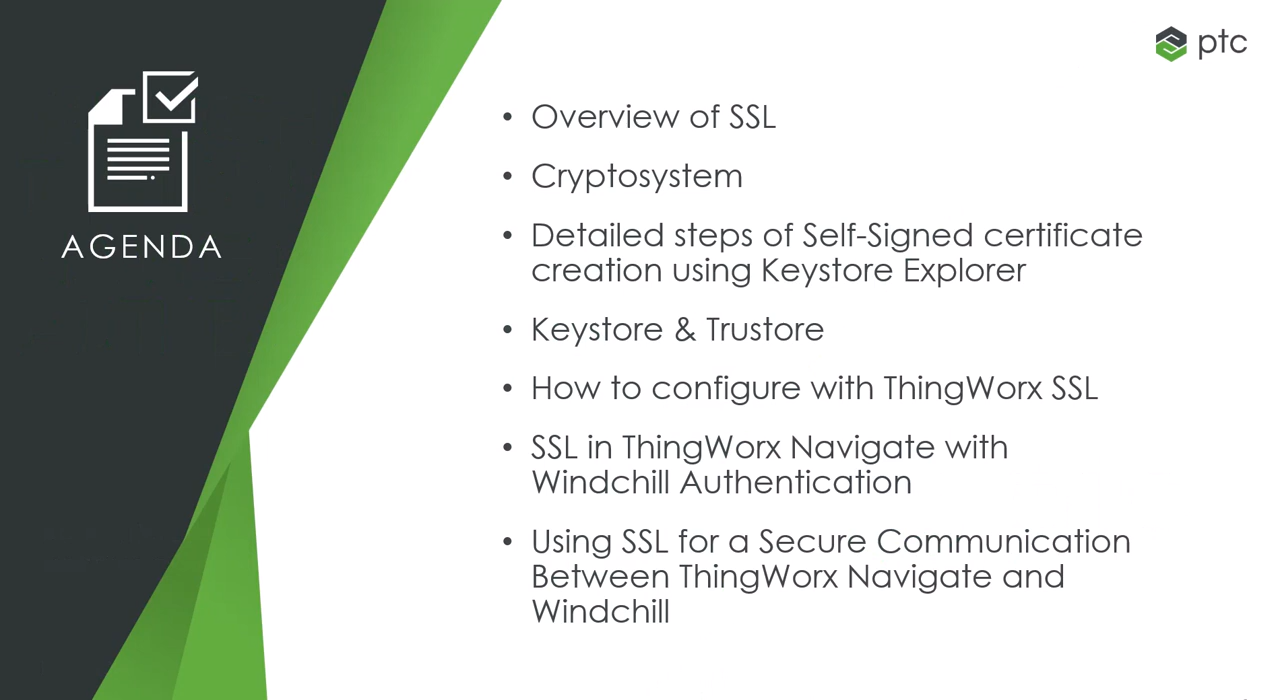 ptc
AGENDA
• Overview of SSL
• Cryptosystem
• Detailed steps of Self-Signed certificate
creation using Keystore Explorer
• Keystore & Trustore
• How to configure with ThingWorx SSL
• SSL in ThingWorx Navigate with
Windchill Authentication
• Using SSL for a Secure Communication
Between ThingWorx Navigate and
Windchill